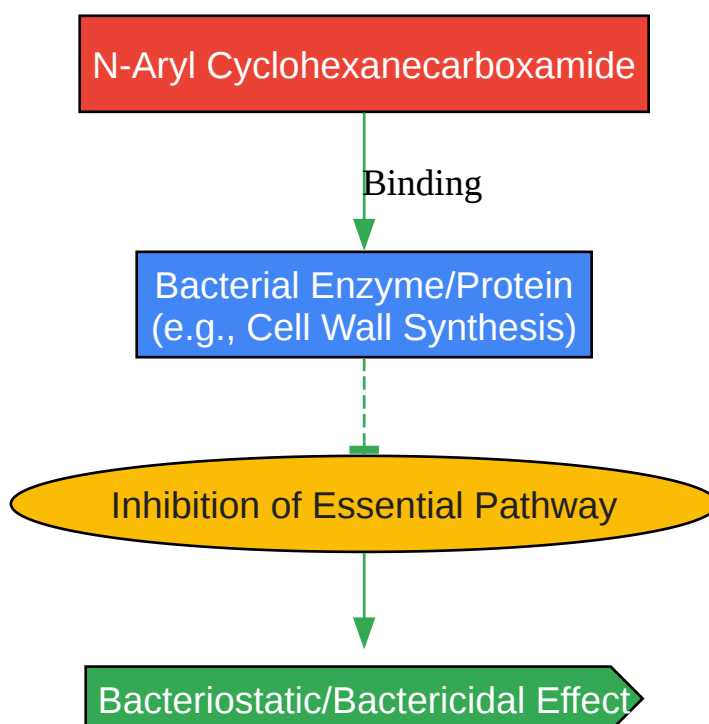 N-Aryl Cyclohexanecarboxamide
Binding
Bacterial Enzyme/Protein
(e.g., Cell Wall Synthesis)
Inhibition of Essential Pathway
Bacteriostatic/Bactericidal Effect